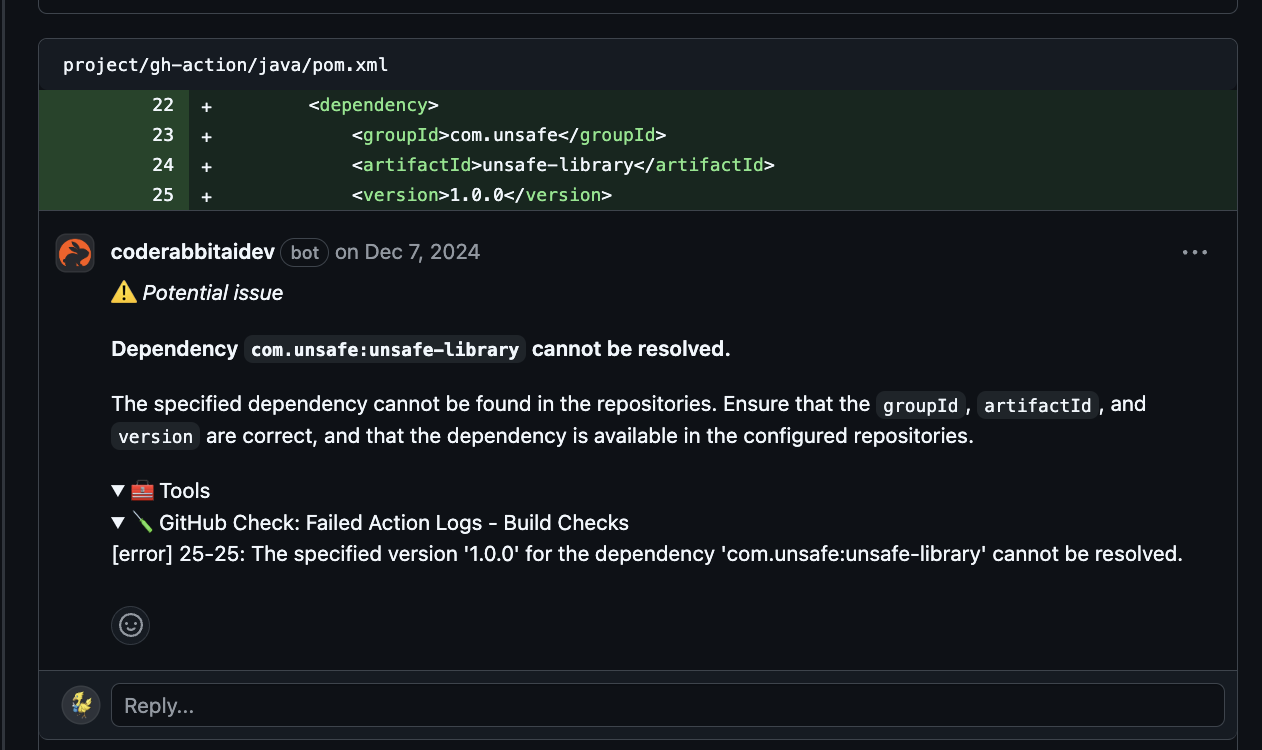 project/gh-action/java/pom.xml
22 + <dependency>
23 + <groupId>com.unsafe</groupId>
24 + <artifactId>unsafe-library</artifactId>
25 + <version>1.0.0</version>
coderabbitaidev bot on Dec 7, 2024
⚠️ Potential issue
Dependency com.unsafe:unsafe-library cannot be resolved.
The specified dependency cannot be found in the repositories. Ensure that the groupId, artifactId, and
version are correct, and that the dependency is available in the configured repositories.
▼ 🧰 Tools
▼ 🪛 GitHub Check: Failed Action Logs - Build Checks
[error] 25-25: The specified version '1.0.0' for the dependency 'com.unsafe:unsafe-library' cannot be resolved.
Reply...